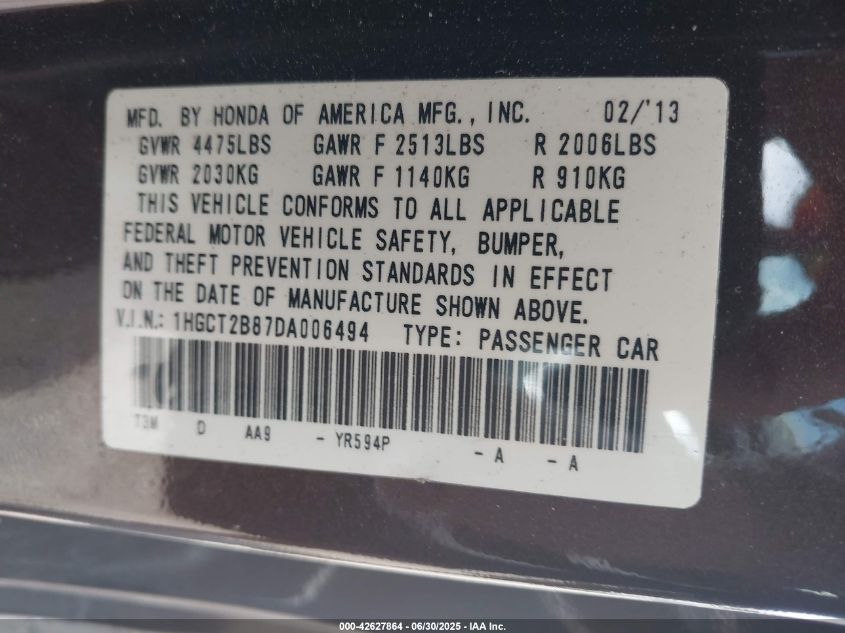 MFD. BY HONDA OF AMERICA MFG., INC. 02/'13
GVWR 4475LBS GAWR F 2513LBS R 2006LBS
GVWR 2030KG GAWR F 1140KG R 910KG
THIS VEHICLE CONFORMS TO ALL APPLICABLE
FEDERAL MOTOR VEHICLE SAFETY, BUMPER,
AND THEFT PREVENTION STANDARDS IN EFFECT
ON THE DATE OF MANUFACTURE SHOWN ABOVE.
V.I.N.: 1HGCT2B87DA006494 TYPE: PASSENGER CAR
T3M D AA9 - YR594P - A - A
000-42627864 - 06/30/2025 - IAA Inc.